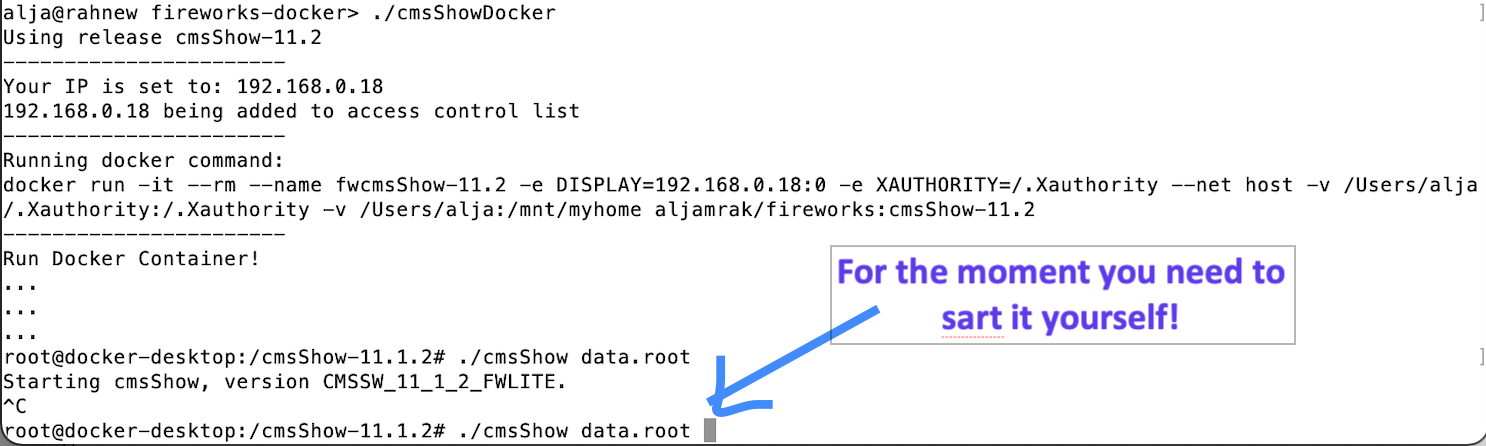 alja@rahnew fireworks-docker> ./cmsShowDocker
Using release cmsShow-11.2
-----------------------
Your IP is set to: 192.168.0.18
192.168.0.18 being added to access control list
-----------------------
Running docker command:
docker run -it --rm --name fwcmsShow-11.2 -e DISPLAY=192.168.0.18:0 -e XAUTHORITY=/.Xauthority --net host -v /Users/alja
/.Xauthority:/.Xauthority -v /Users/alja:/mnt/myhome aljamrak/fireworks:cmsShow-11.2
-----------------------
Run Docker Container!
...
...
...
For the moment you need to
sart it yourself!
root@docker-desktop:/cmsShow-11.1.2# ./cmsShow data.root
Starting cmsShow, version CMSSW_11_1_2_FWLITE.
^C
root@docker-desktop:/cmsShow-11.1.2# ./cmsShow data.root